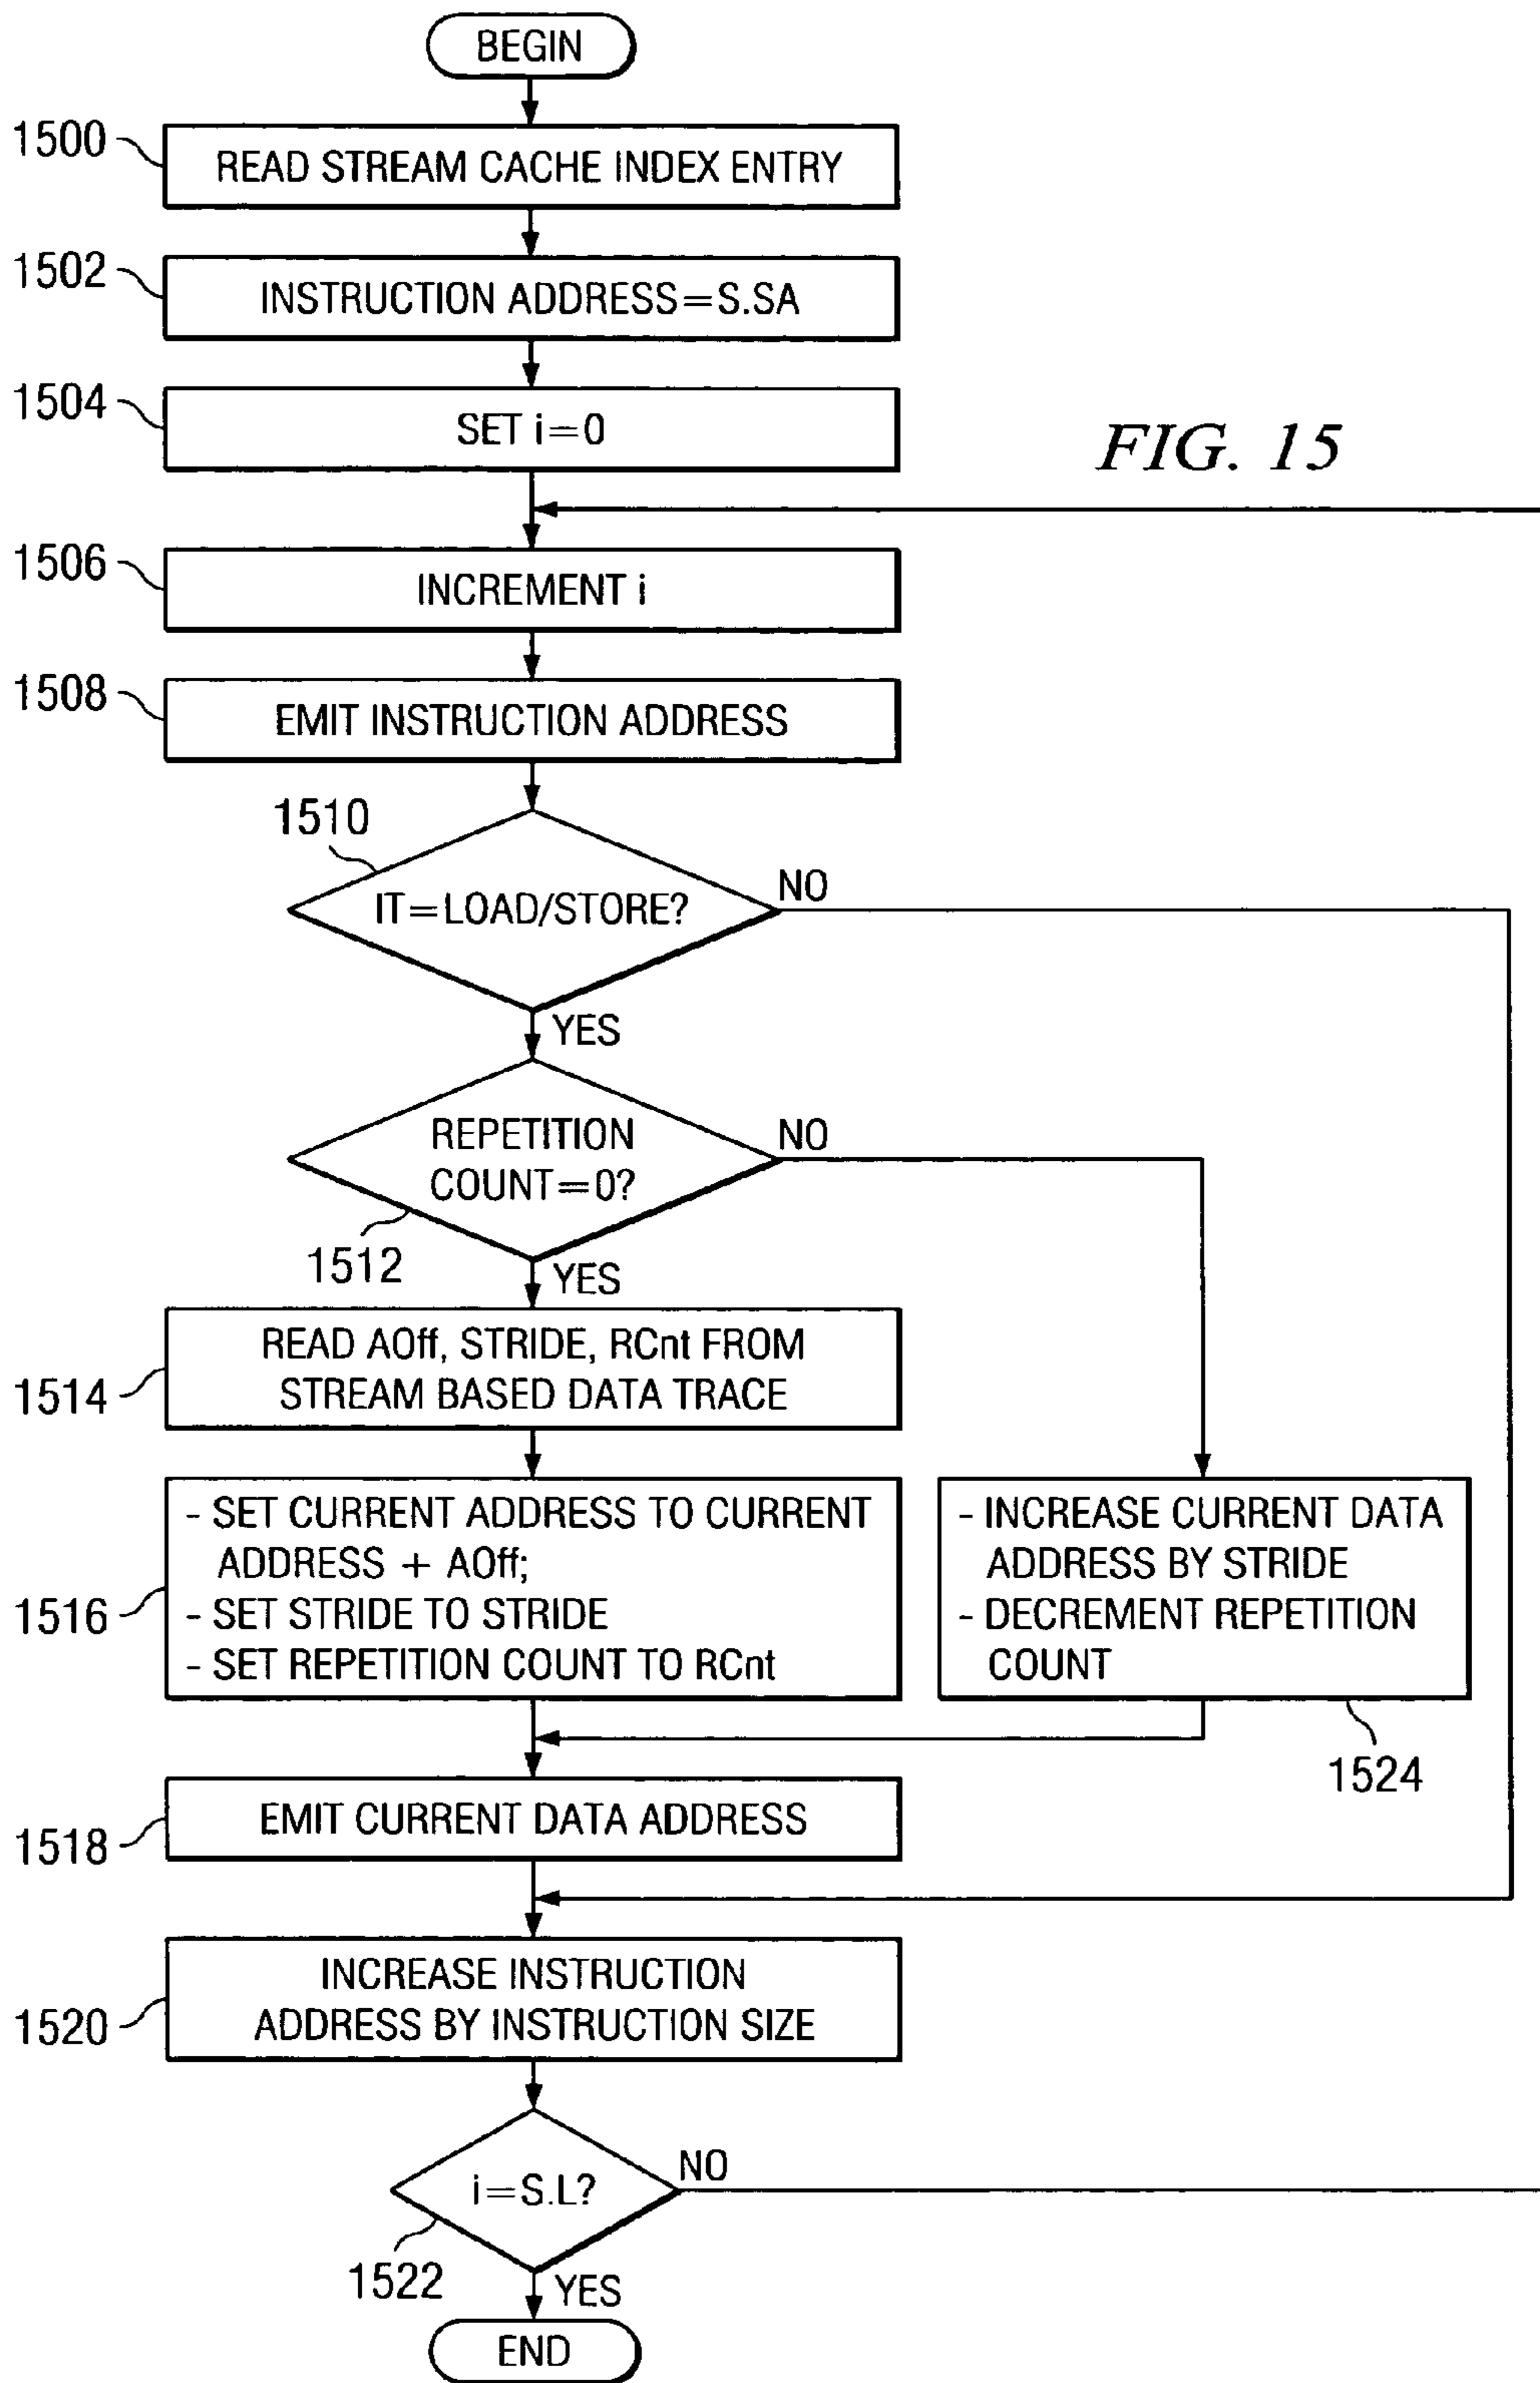 BEGIN
1500
READ STREAM CACHE INDEX ENTRY
1502
INSTRUCTION ADDRESS=S.SA
1504
SET i=0
FIG. 15
1506
INCREMENT i
1508
EMIT INSTRUCTION ADDRESS
1510
IT=LOAD/STORE?
NO
YES
REPETITION
COUNT=0?
NO
1512
YES
READ AOff, STRIDE, RCnt FROM
STREAM BASED DATA TRACE
1514
- SET CURRENT ADDRESS TO CURRENT
ADDRESS + AOff;
- SET STRIDE TO STRIDE
- SET REPETITION COUNT TO RCnt
1516
- INCREASE CURRENT DATA
ADDRESS BY STRIDE
- DECREMENT REPETITION
COUNT
1524
EMIT CURRENT DATA ADDRESS
1518
INCREASE INSTRUCTION
ADDRESS BY INSTRUCTION SIZE
1520
i=S.L?
NO
1522
YES
END